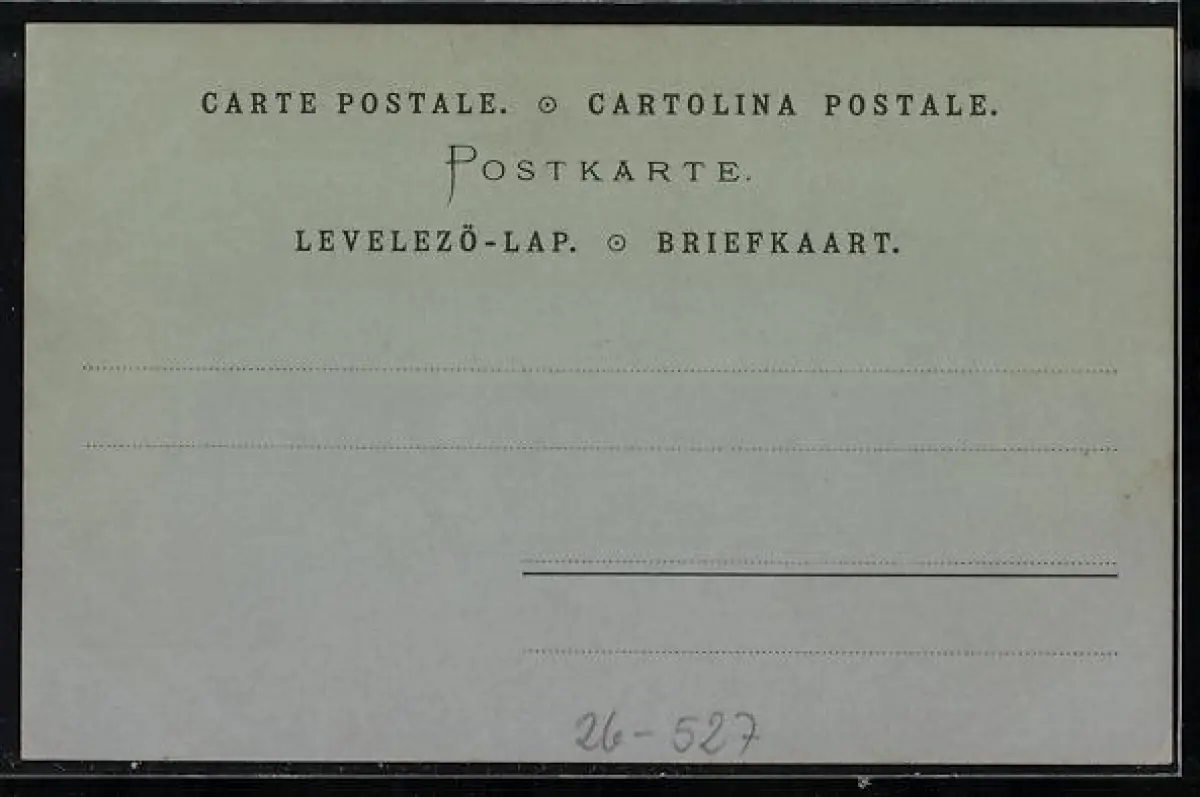 CARTE POSTALE. ⊙ CARTOLINA POSTALE.
POSTKARTE.
LEVELEZÖ-LAP. ⊙ BRIEFKAART.
26-527